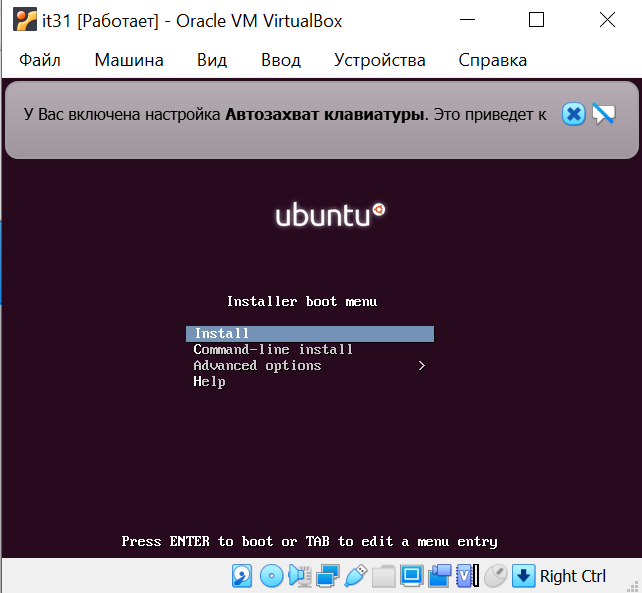 it31 [Работает] - Oracle VM VirtualBox
Файл Машина Вид Ввод Устройства Справка
У Вас включена настройка Автозахват клавиатуры. Это приведет к
ubuntu
Installer boot menu
Install
Command-line install
Advanced options >
Help
Press ENTER to boot or TAB to edit a menu entry
Right Ctrl